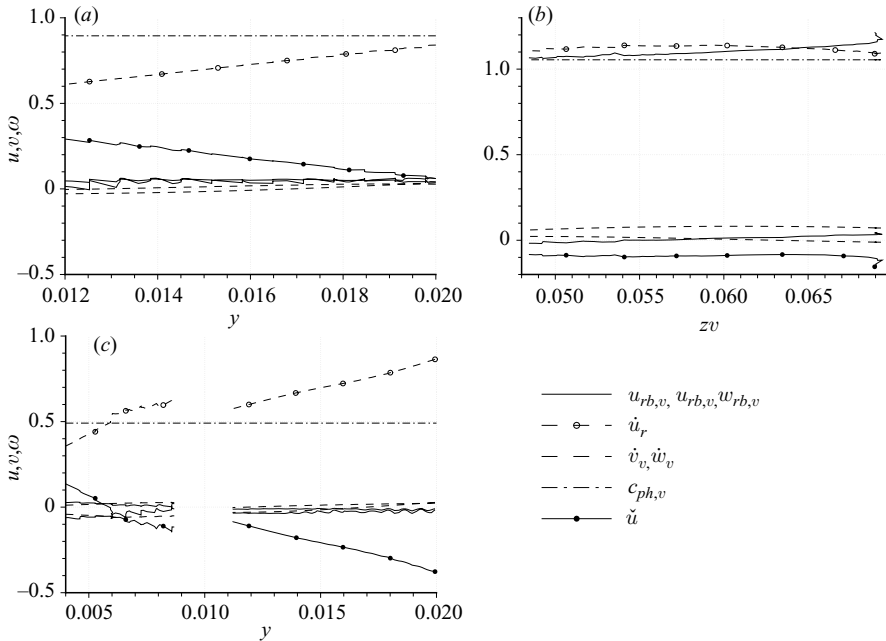 (a)
1.0
0.5
0
−0.5
u,v,ω
0.012 0.014 0.016 0.018 0.020
y
(b)
1.0
0.5
0
0.050 0.055 0.060 0.065
zv
(c)
1.0
0.5
0
−0.5
u,v,ω
0.005 0.010 0.015 0.020
y
u_{rb,v}, u_{rb,v}, w_{rb,v}
u̇_r
v̇_v, ẇ_v
c_{ph,v}
ǔ